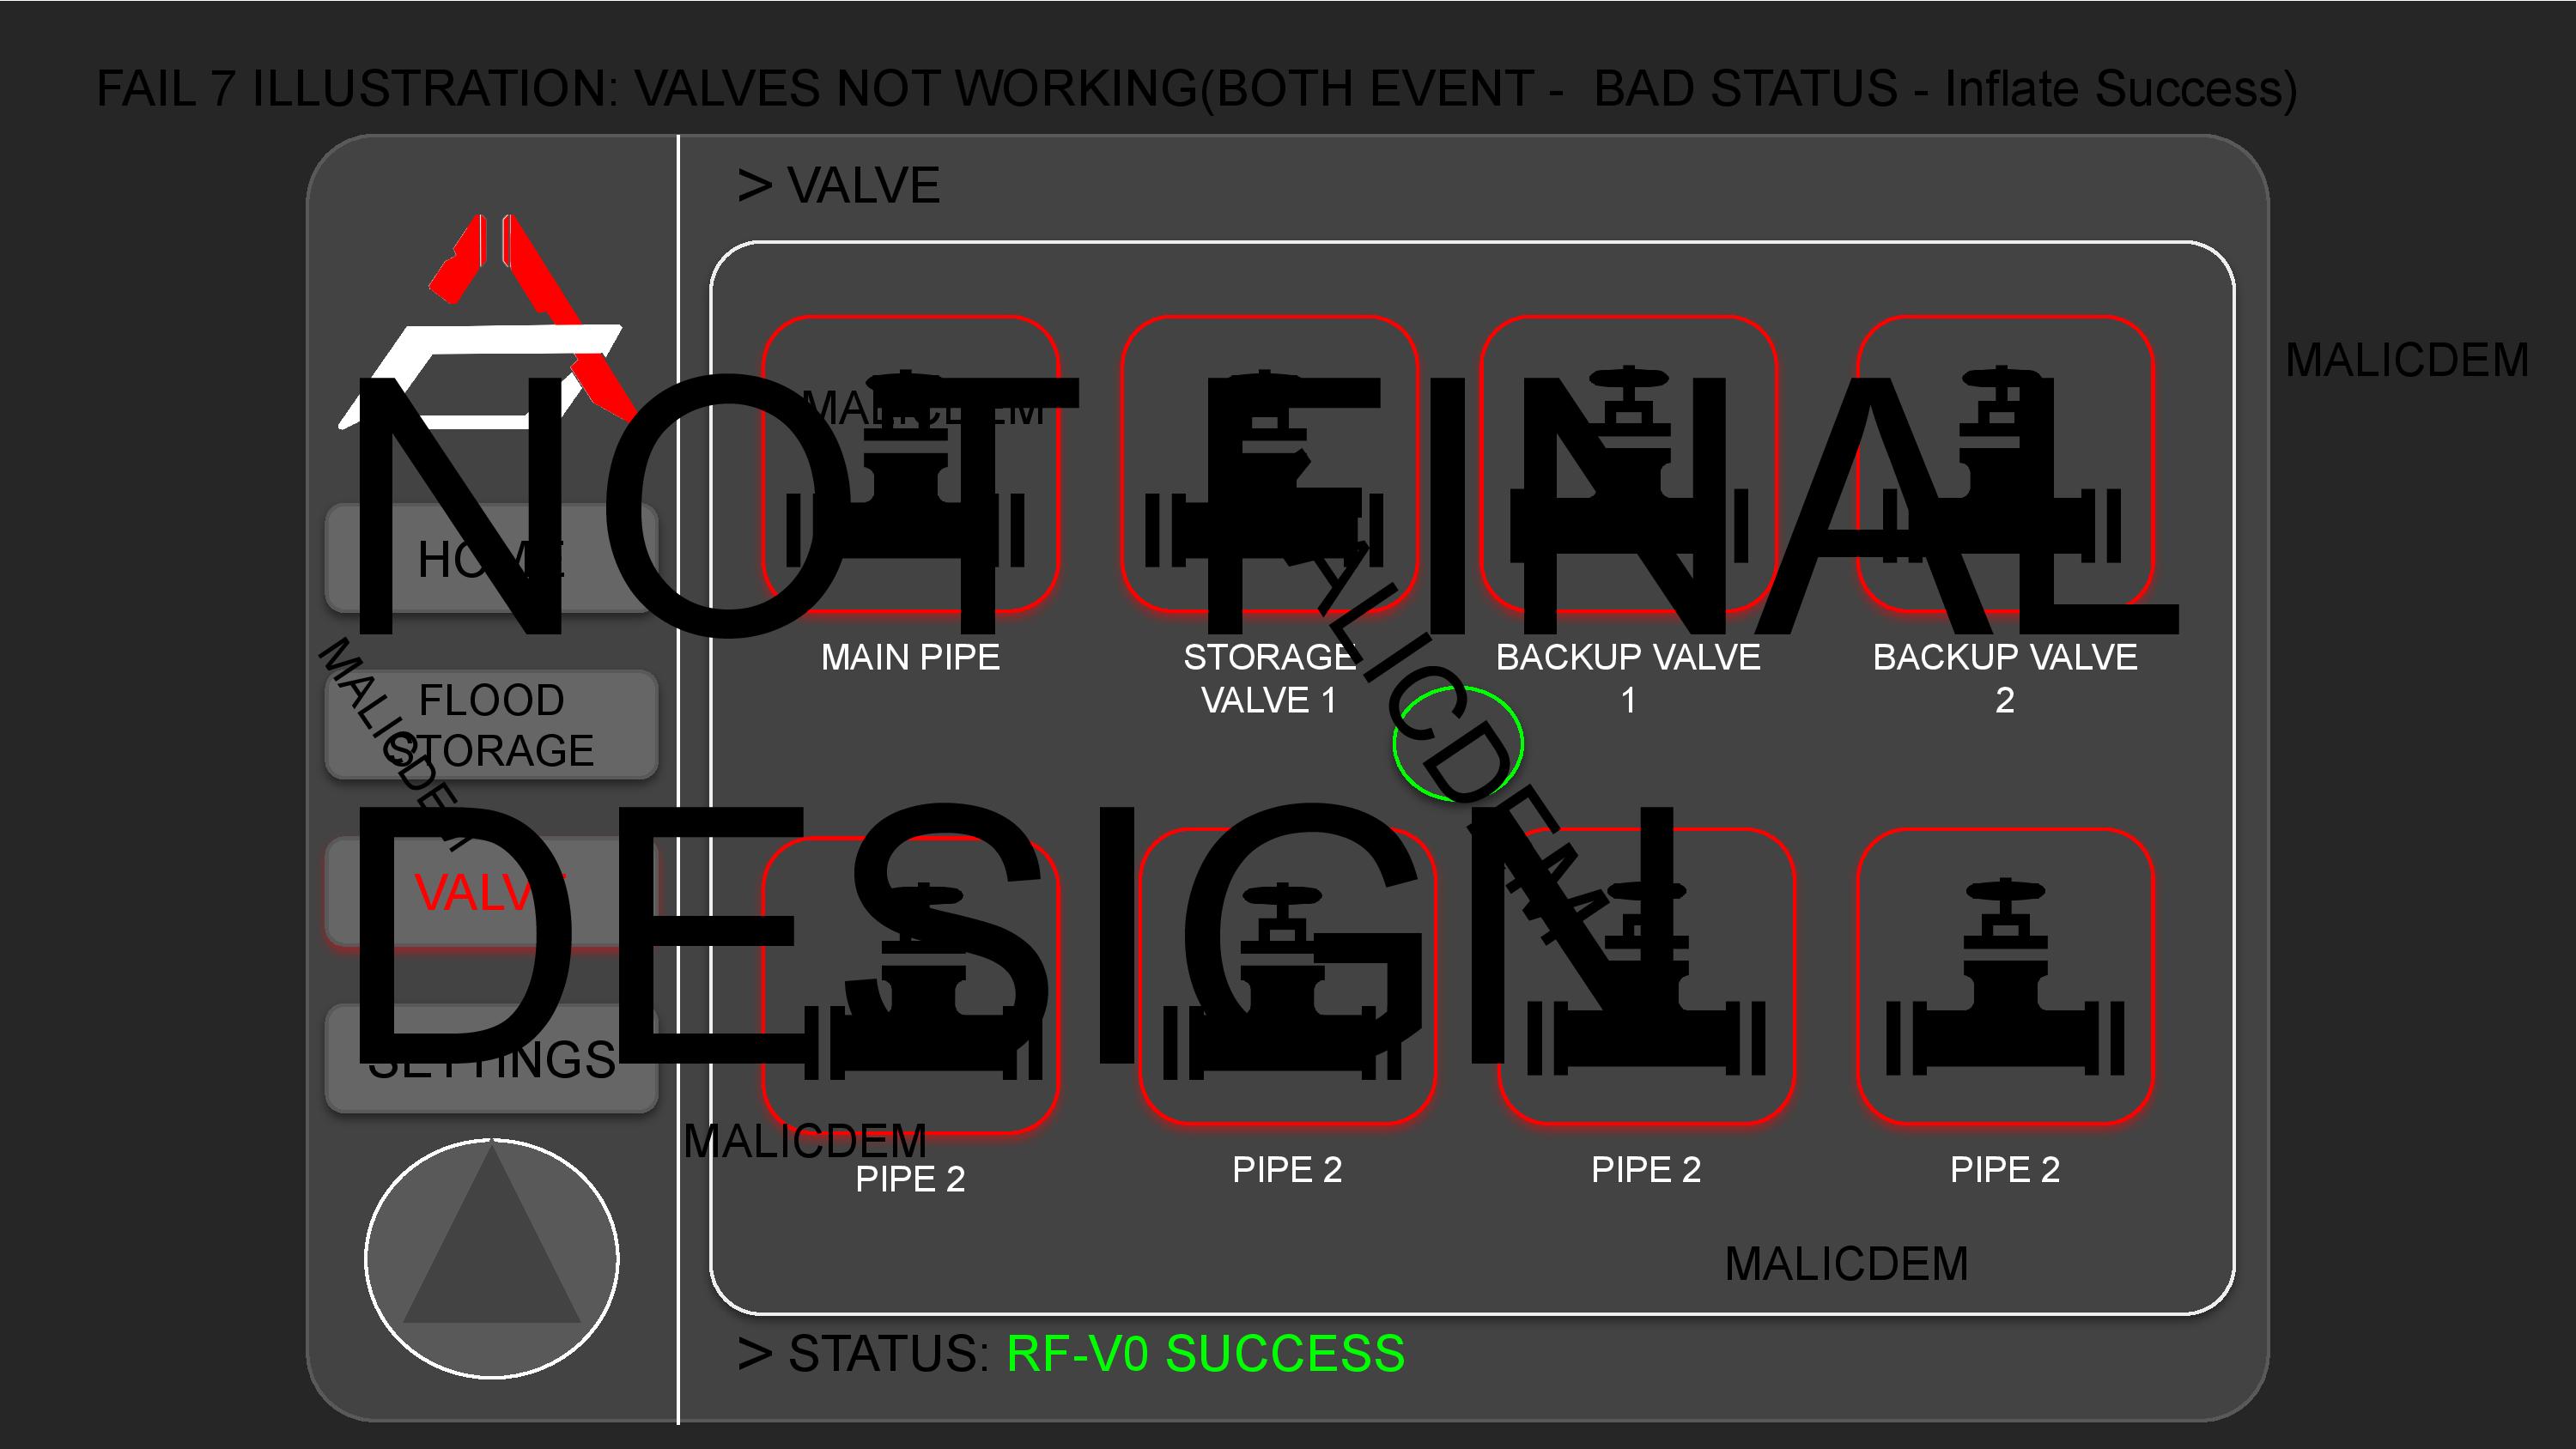 FAIL 7 ILLUSTRATION: VALVES NOT WORKING(BOTH EVENT -  BAD STATUS - Inflate Success)
> VALVE
MALICDEM
MALICDEM
NOT FINAL
HOME
MAIN PIPE
STORAGE
VALVE 1
BACKUP VALVE
1
BACKUP VALVE
2
MALICDEM
FLOOD
STORAGE
MALICDEM
DESIGN
VALVE
SETTINGS
MALICDEM
PIPE 2
PIPE 2
PIPE 2
PIPE 2
MALICDEM
> STATUS: RF-V0 SUCCESS